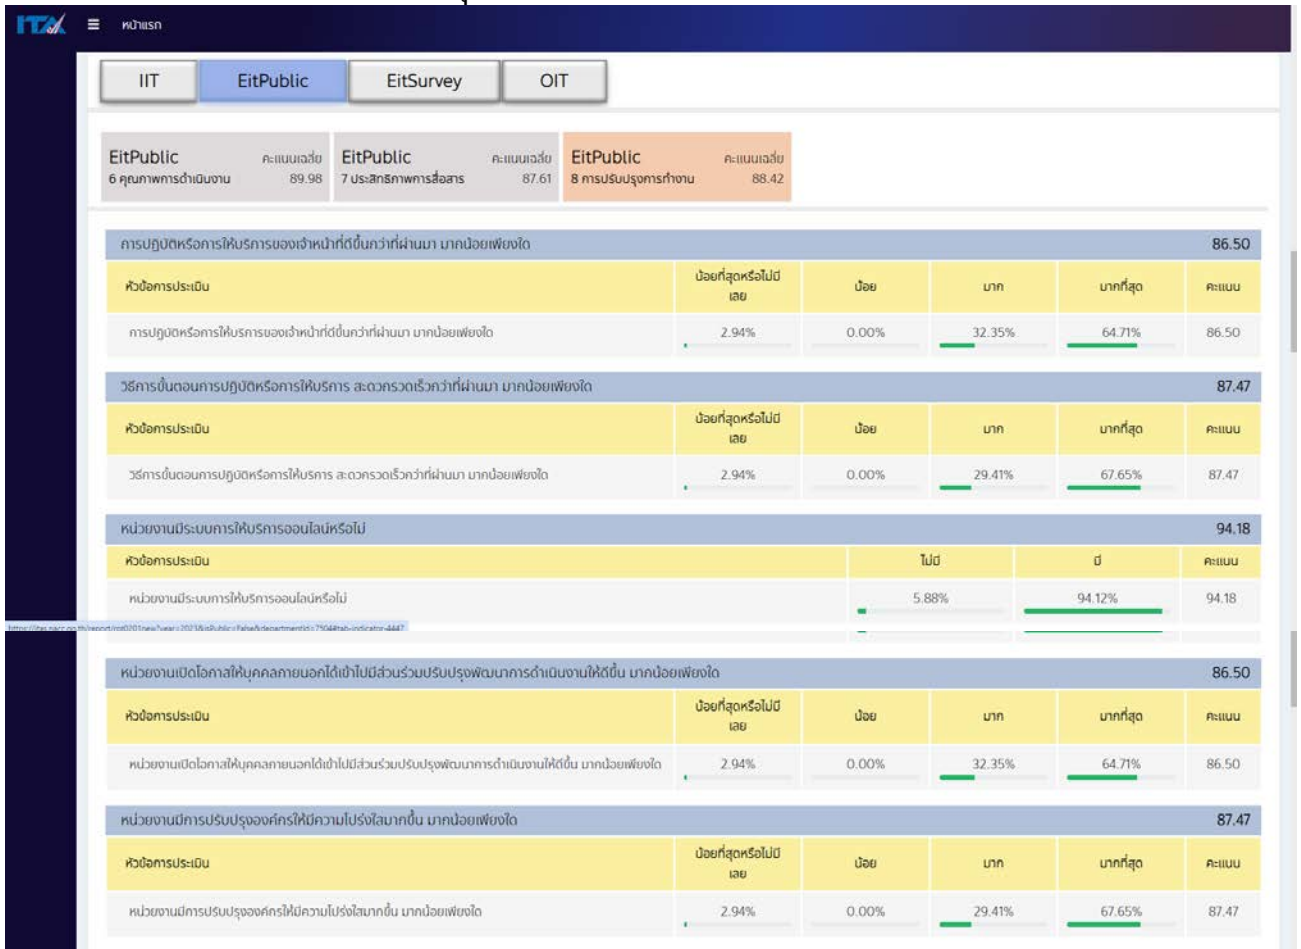 ITA
☰ หน้าแรก
IIT EitPublic EitSurvey OIT
EitPublic คะแนนเฉลี่ย EitPublic คะแนนเฉลี่ย EitPublic คะแนนเฉลี่ย
6 คุณภาพการดำเนินงาน 89.98 7 ประสิทธิภาพการสื่อสาร 87.61 8 การปรับปรุงการทำงาน 88.42
การปฏิบัติหรือการให้บริการของเจ้าหน้าที่ดีขึ้นกว่าที่ผ่านมา มากน้อยเพียงใด 86.50
หัวข้อการประเมิน น้อยที่สุดหรือไม่มีเลย น้อย มาก มากที่สุด คะแนน
การปฏิบัติหรือการให้บริการของเจ้าหน้าที่ดีขึ้นกว่าที่ผ่านมา มากน้อยเพียงใด 2.94% 0.00% 32.35% 64.71% 86.50
วิธีการขั้นตอนการปฏิบัติหรือการให้บริการ สะดวกรวดเร็วกว่าที่ผ่านมา มากน้อยเพียงใด 87.47
หัวข้อการประเมิน น้อยที่สุดหรือไม่มีเลย น้อย มาก มากที่สุด คะแนน
วิธีการขั้นตอนการปฏิบัติหรือการให้บริการ สะดวกรวดเร็วกว่าที่ผ่านมา มากน้อยเพียงใด 2.94% 0.00% 29.41% 67.65% 87.47
หน่วยงานมีระบบการให้บริการออนไลน์หรือไม่ 94.18
หัวข้อการประเมิน ไม่มี มี คะแนน
หน่วยงานมีระบบการให้บริการออนไลน์หรือไม่ 5.88% 94.12% 94.18
หน่วยงานเปิดโอกาสให้บุคคลภายนอกได้เข้าไปมีส่วนร่วมปรับปรุงพัฒนาการดำเนินงานให้ดีขึ้น มากน้อยเพียงใด 86.50
หัวข้อการประเมิน น้อยที่สุดหรือไม่มีเลย น้อย มาก มากที่สุด คะแนน
หน่วยงานเปิดโอกาสให้บุคคลภายนอกได้เข้าไปมีส่วนร่วมปรับปรุงพัฒนาการดำเนินงานให้ดีขึ้น มากน้อยเพียงใด 2.94% 0.00% 32.35% 64.71% 86.50
หน่วยงานมีการปรับปรุงองค์กรให้มีความโปร่งใสมากขึ้น มากน้อยเพียงใด 87.47
หัวข้อการประเมิน น้อยที่สุดหรือไม่มีเลย น้อย มาก มากที่สุด คะแนน
หน่วยงานมีการปรับปรุงองค์กรให้มีความโปร่งใสมากขึ้น มากน้อยเพียงใด 2.94% 0.00% 29.41% 67.65% 87.47